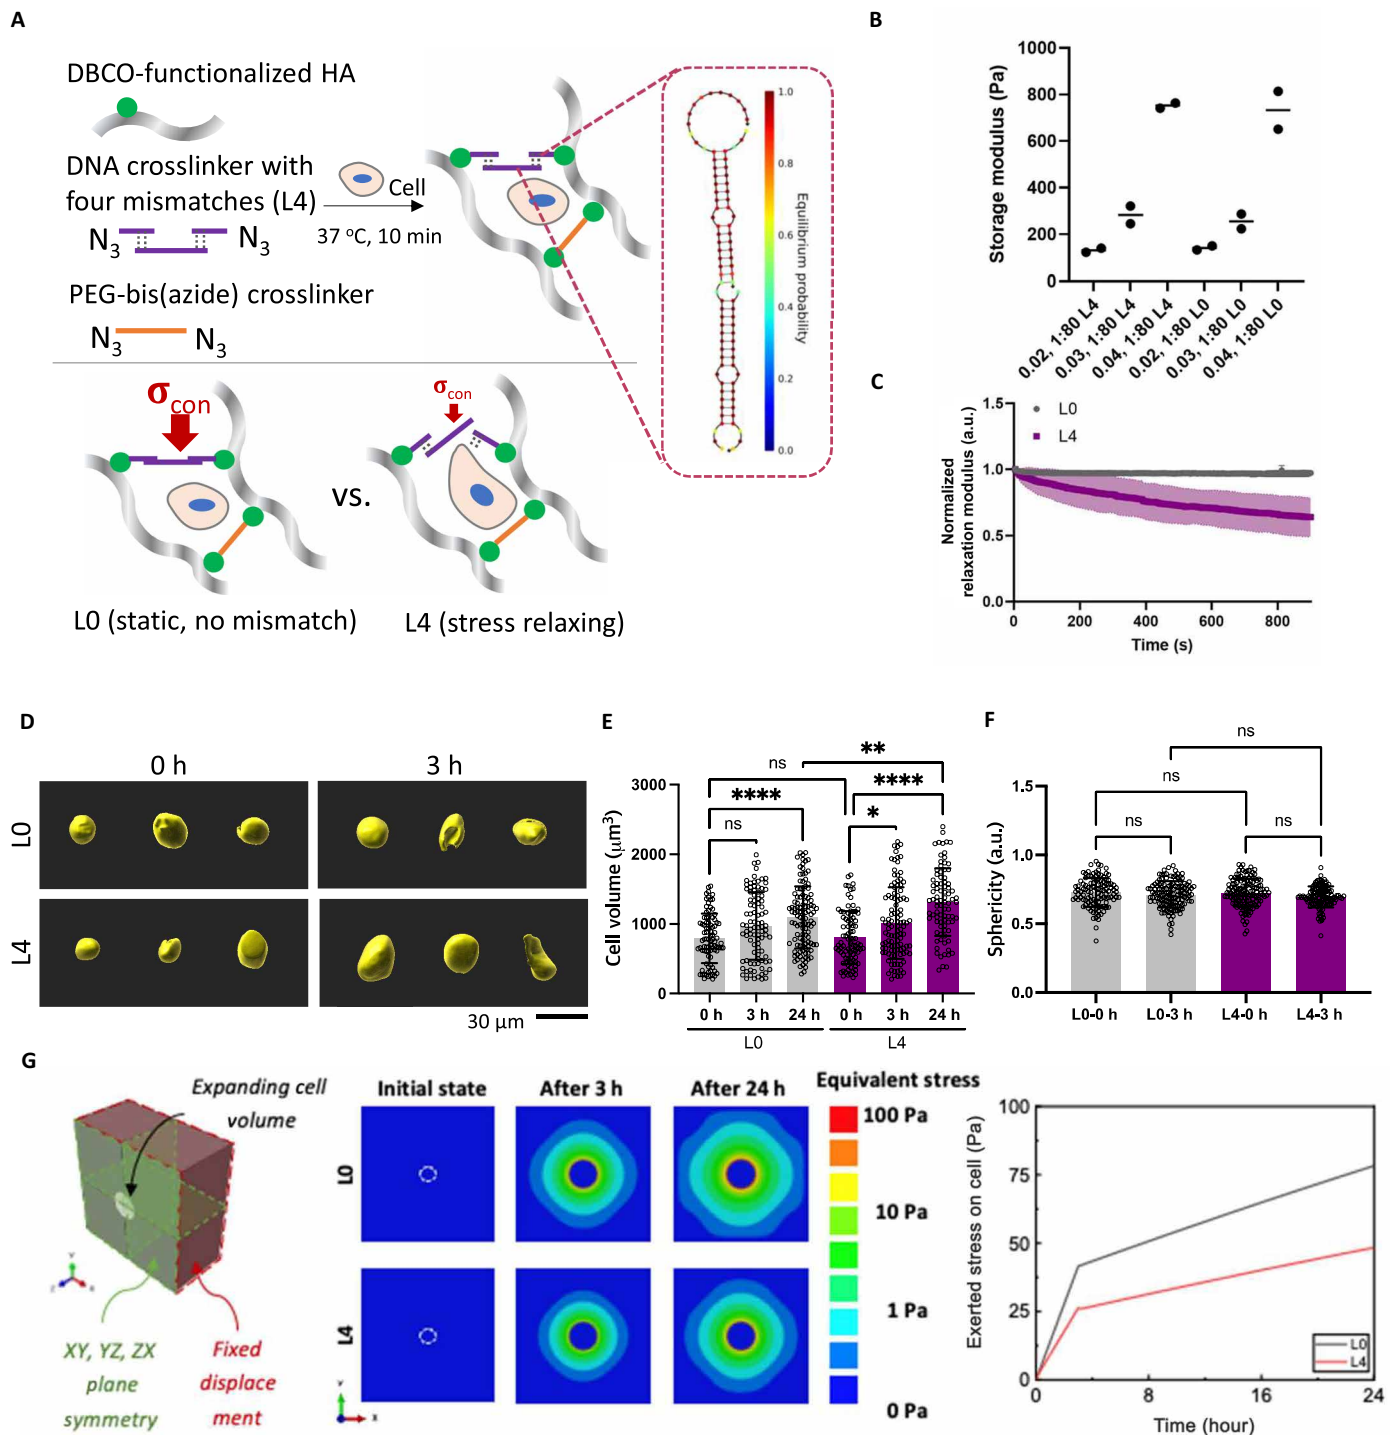 A
DBCO-functionalized HA
DNA crosslinker with
four mismatches (L4)
N3 N3
Cell
37 °C, 10 min
PEG-bis(azide) crosslinker
N3 N3
1.0
0.8
0.6
0.4
0.2
0.0
Equilibrium probability
σcon
σcon
vs.
L0 (static, no mismatch)
L4 (stress relaxing)
B
Storage modulus (Pa)
1000
800
600
400
200
0
0.02, 1:80 L4
0.03, 1:80 L4
0.04, 1:80 L4
0.02, 1:80 L0
0.03, 1:80 L0
0.04, 1:80 L0
C
Normalized
relaxation modulus (a.u.)
1.5
1.0
0.5
0.0
L0
L4
0 200 400 600 800
Time (s)
D
0 h 3 h
L0
L4
30 µm
E
Cell volume (µm³)
3000
2000
1000
0
ns
**
****
ns
****
*
0 h 3 h 24 h 0 h 3 h 24 h
L0 L4
F
Sphericity (a.u.)
1.5
1.0
0.5
0.0
ns
ns
ns
ns
L0-0 h L0-3 h L4-0 h L4-3 h
G
Expanding cell
volume
Y
Z X
XY, YZ, ZX
plane
symmetry
Fixed
displace
ment
Initial state After 3 h After 24 h
L0
L4
Y
X
Equivalent stress
100 Pa
10 Pa
1 Pa
0 Pa
Exerted stress on cell (Pa)
100
75
50
25
0
L0
L4
0 8 16 24
Time (hour)